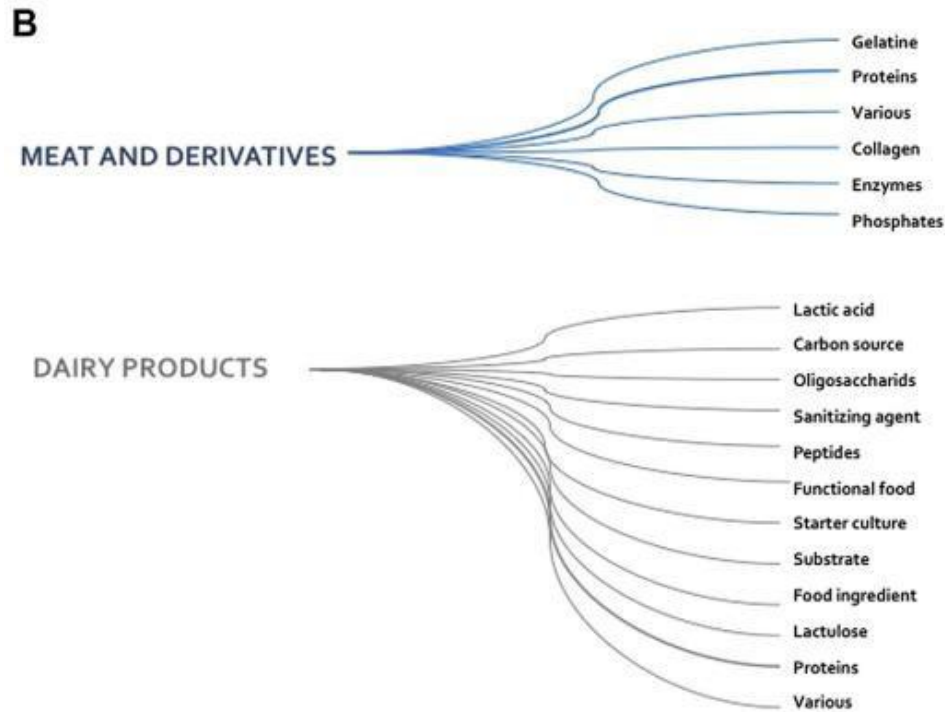 B
MEAT AND DERIVATIVES
Gelatine
Proteins
Various
Collagen
Enzymes
Phosphates
DAIRY PRODUCTS
Lactic acid
Carbon source
Oligosaccharids
Sanitizing agent
Peptides
Functional food
Starter culture
Substrate
Food ingredient
Lactulose
Proteins
Various